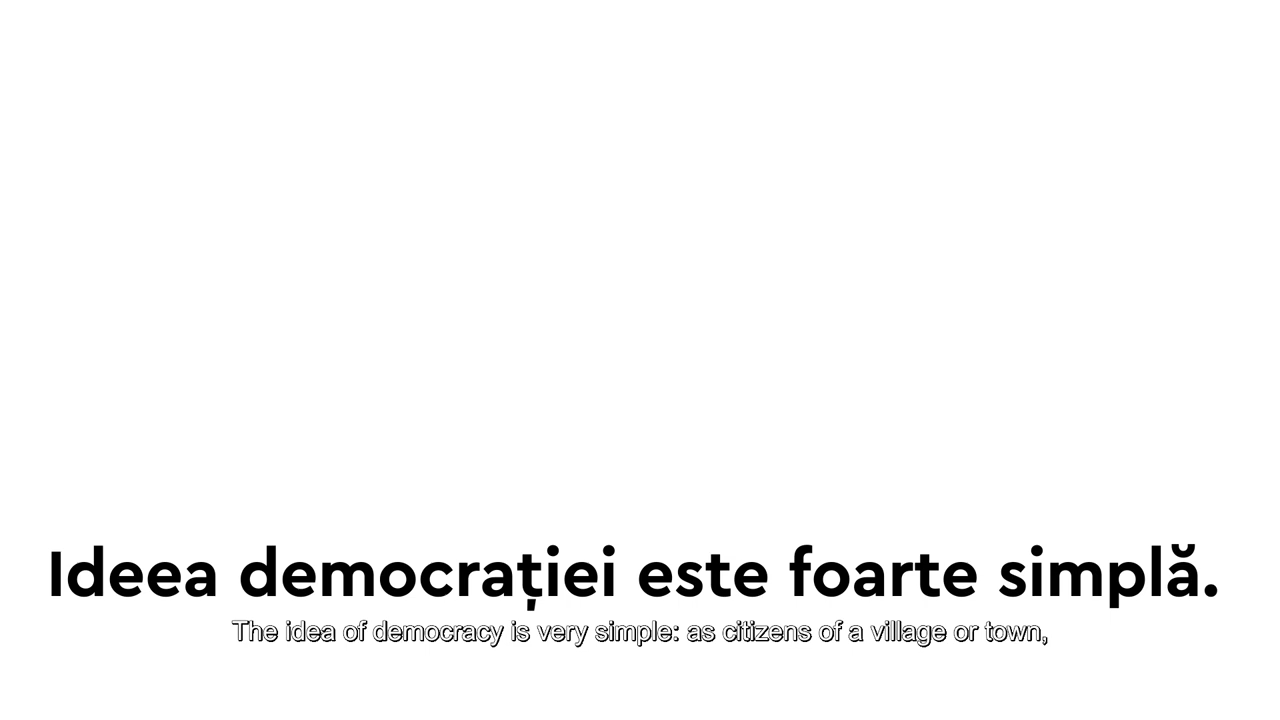 Ideea democrației este foarte simplă.
The idea of democracy is very simple: as citizens of a village or town,